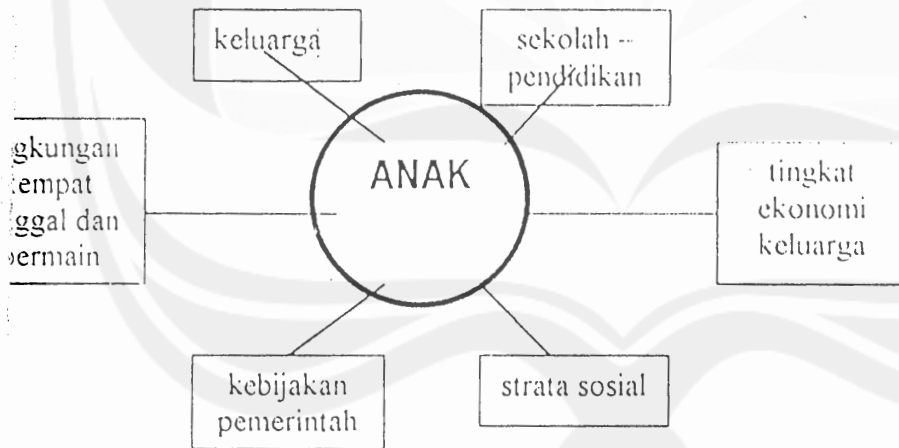 keluarga
sekolah –
pendidikan
ANAK
gkungan
empat
ggal dan
ermain
tingkat
ekonomi
keluarga
kebijakan
pemerintah
strata sosial